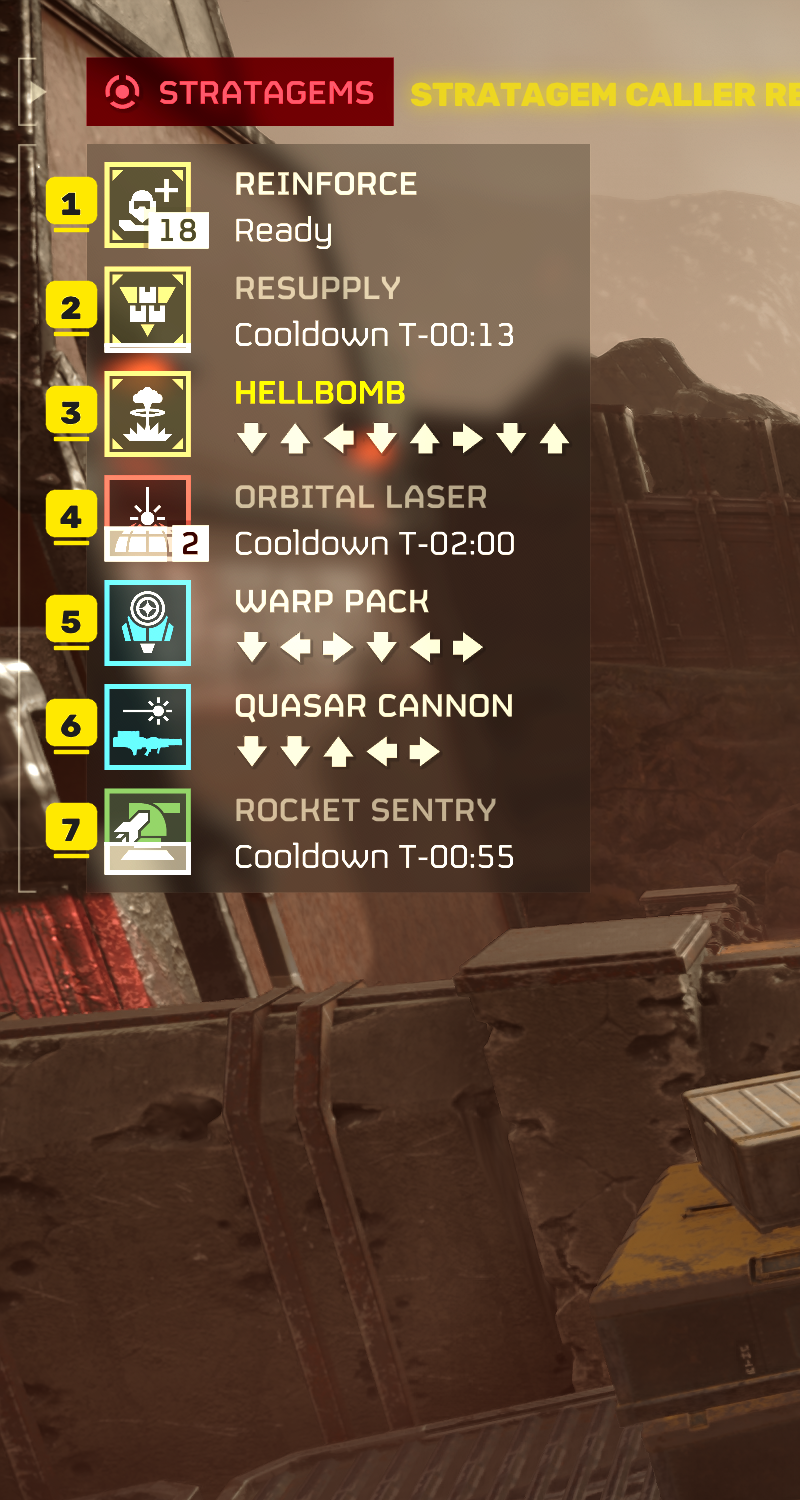 STRATAGEMS STRATAGEM CALLER RE
1 18 REINFORCE
Ready
2 RESUPPLY
Cooldown T-00:13
3 HELLBOMB
4 ORBITAL LASER
2 Cooldown T-02:00
5 WARP PACK
6 QUASAR CANNON
7 ROCKET SENTRY
Cooldown T-00:55